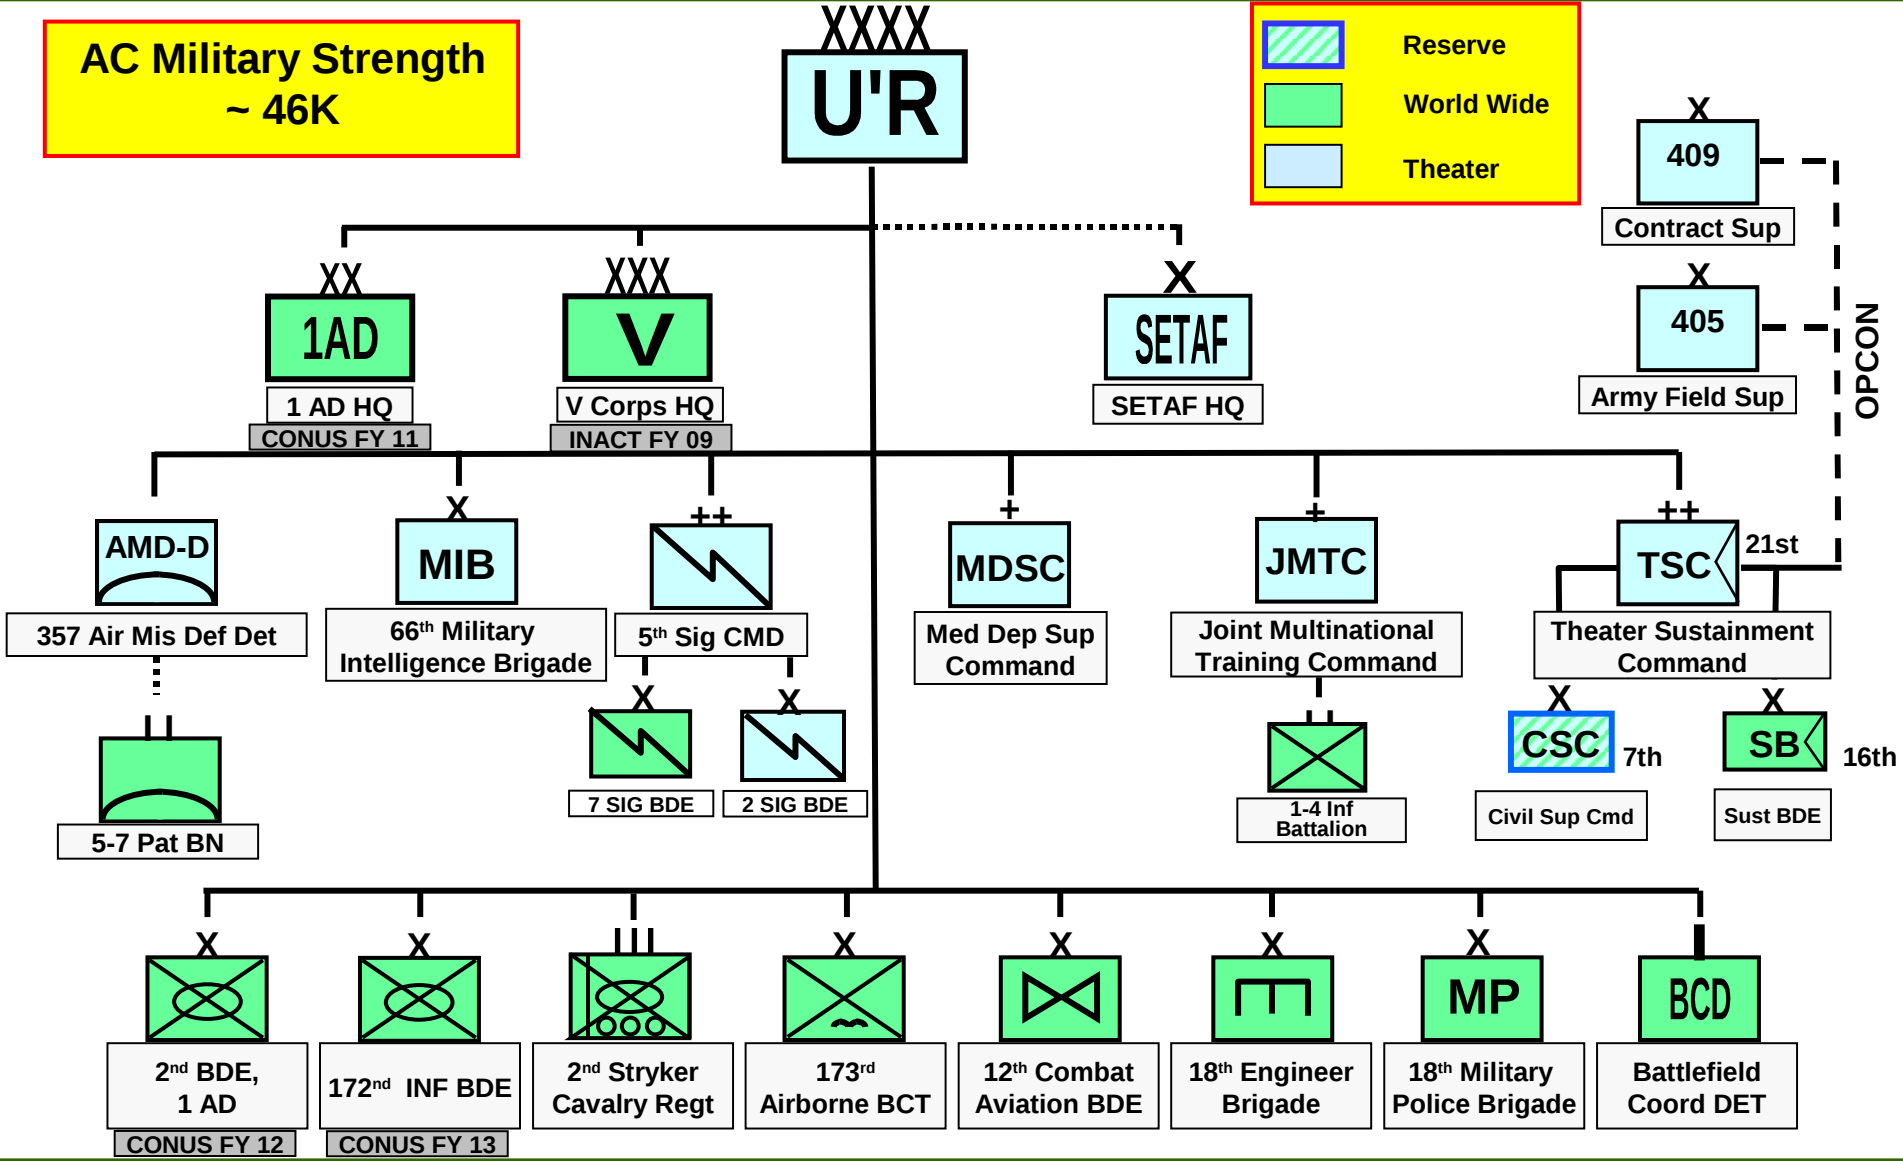 XXXX
AC Military Strength
~ 46K
U'R
Reserve
World Wide
Theater
X
409
Contract Sup
X
405
Army Field Sup
OPCON
XX
1AD
1 AD HQ
CONUS FY 11
XXX
V
V Corps HQ
INACT FY 09
X
SETAF
SETAF HQ
AMD-D
357 Air Mis Def Det
X
MIB
66th Military
Intelligence Brigade
++
5th Sig CMD
+
MDSC
Med Dep Sup
Command
+
JMTC
Joint Multinational
Training Command
++
TSC
21st
Theater Sustainment
Command
II
5-7 Pat BN
X
7 SIG BDE
X
2 SIG BDE
II
1-4 Inf
Battalion
X
CSC
7th
Civil Sup Cmd
X
SB
16th
Sust BDE
X
2nd BDE,
1 AD
CONUS FY 12
X
172nd INF BDE
CONUS FY 13
III
2nd Stryker
Cavalry Regt
X
173rd
Airborne BCT
X
12th Combat
Aviation BDE
X
18th Engineer
Brigade
X
MP
18th Military
Police Brigade
I
BCD
Battlefield
Coord DET